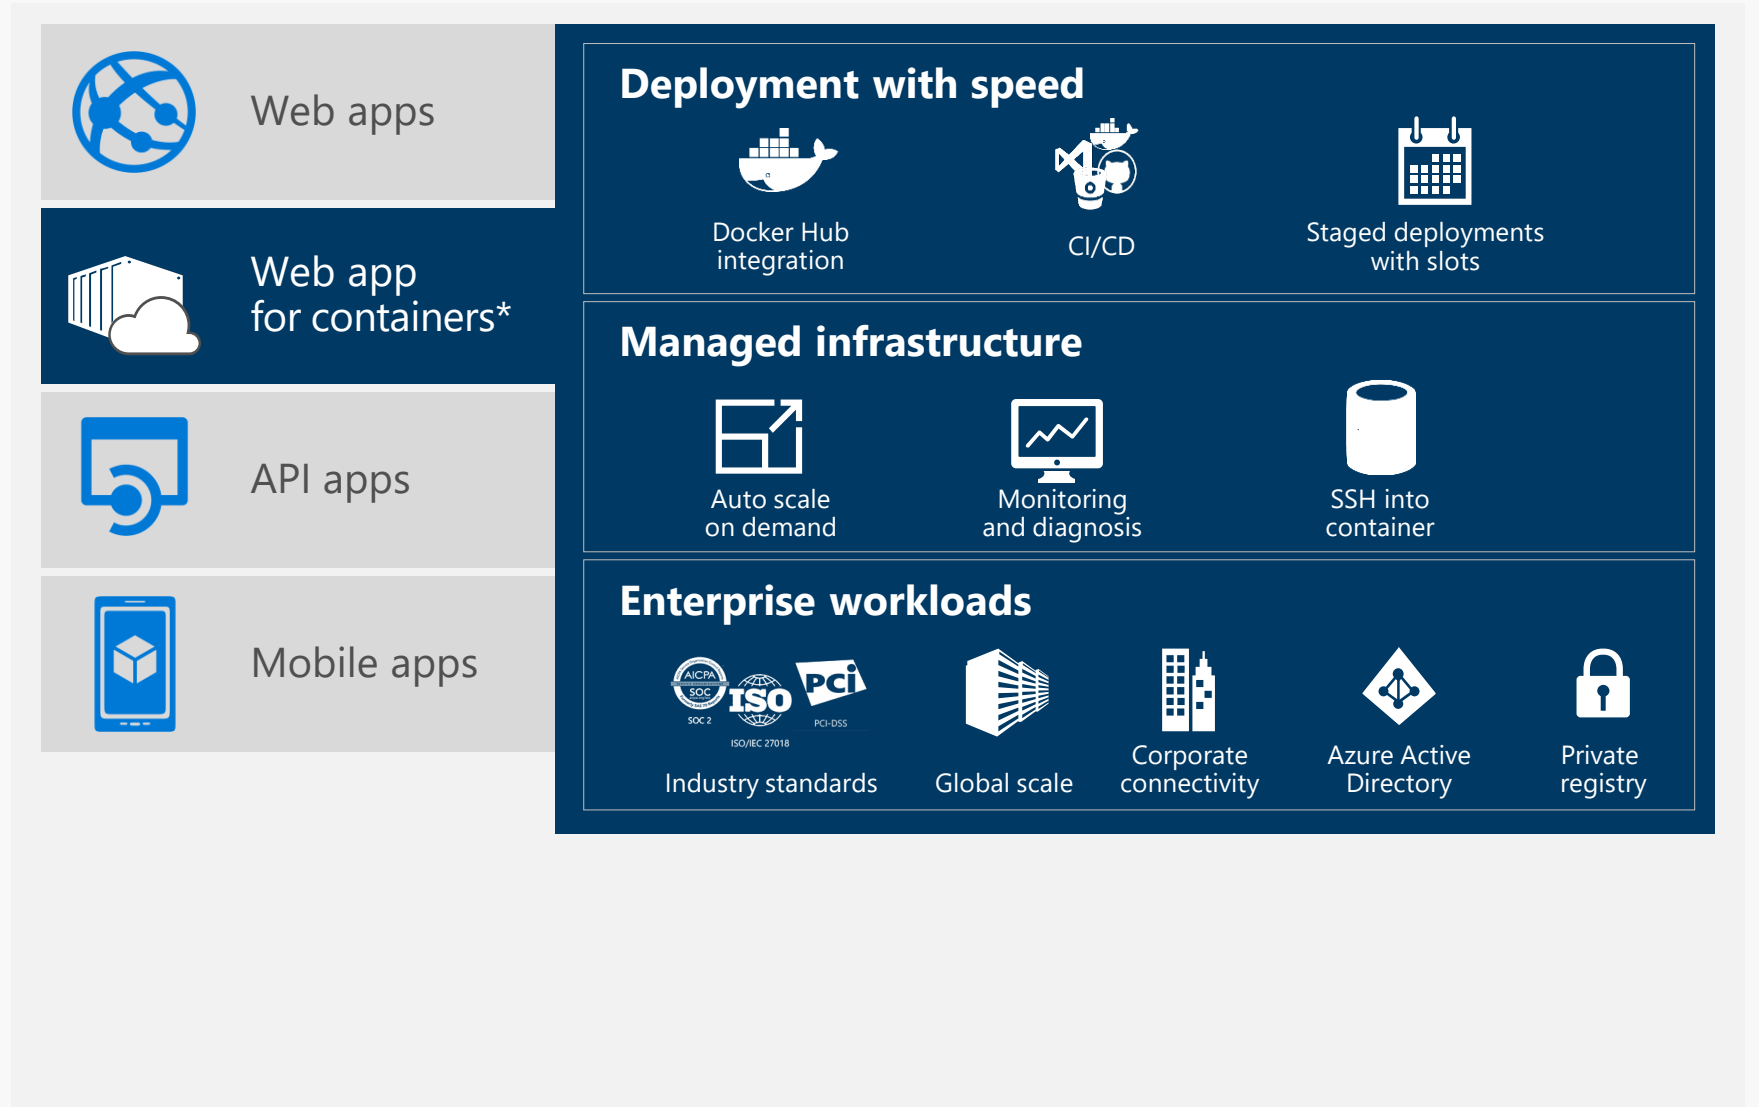 Web apps
Web app
for containers*
API apps
Mobile apps
Deployment with speed
Docker Hub
integration
CI/CD
Staged deployments
with slots
Managed infrastructure
Auto scale
on demand
Monitoring
and diagnosis
SSH into
container
Enterprise workloads
AICPA
SOC
SOC 2
ISO
ISO/IEC 27018
PCi
PCI-DSS
Industry standards
Global scale
Corporate
connectivity
Azure Active
Directory
Private
registry